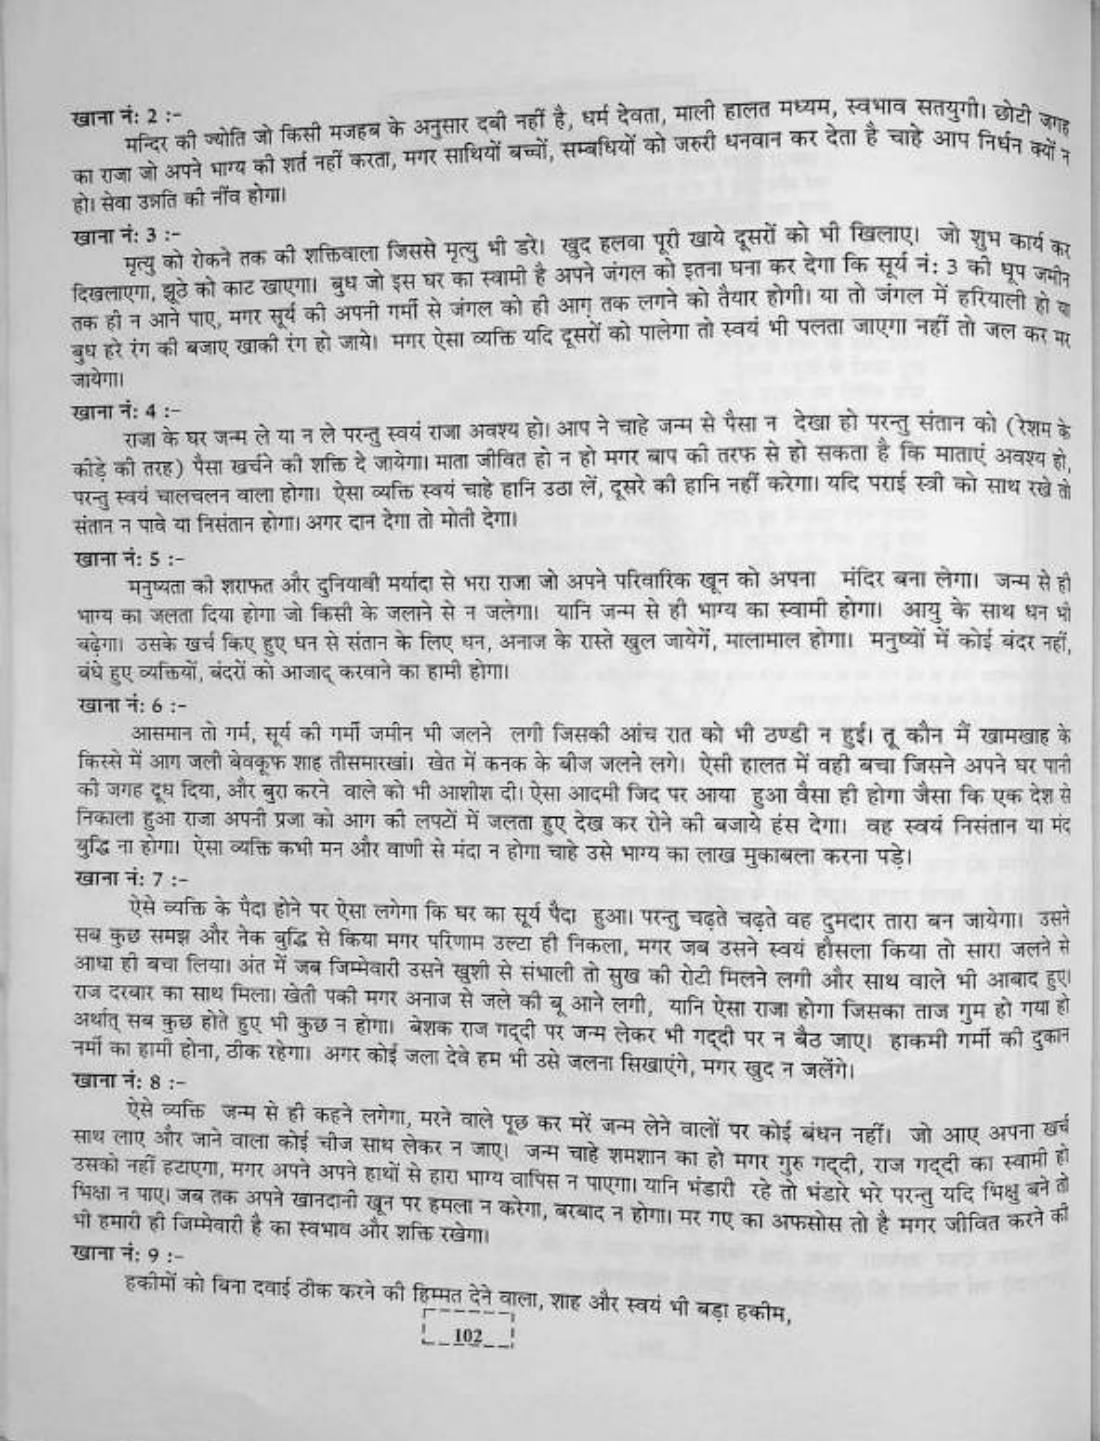 खाना नं: 2 :-
मन्दिर की ज्योति जो किसी मजहब के अनुसार दबी नहीं है, धर्म देवता, माली हालत मध्यम, स्वभाव सतयुगी। छोटी जगह
का राजा जो अपने भाग्य की शर्त नहीं करता, मगर साथियों बच्चों, सम्बधियों को जरुरी धनवान कर देता है चाहे आप निर्धन क्यों न
हो। सेवा उन्नति की नींव होगा।
खाना नं: 3 :-
मृत्यु को रोकने तक की शक्तिवाला जिससे मृत्यु भी डरे। खुद् हलवा पूरी खाये दूसरों को भी खिलाए। जो शुभ कार्य कर
दिखलाएगा, झूठे को काट खाएगा। बुध जो इस घर का स्वामी है अपने जंगल को इतना घना कर देगा कि सूर्य नं: 3 की धूप जमीन
तक ही न आने पाए, मगर सूर्य की अपनी गर्मी से जंगल को ही आग् तक लगने को तैयार होगी। या तो जंगल में हरियाली हो या
बुध हरे रंग की बजाए खाकी रंग हो जाये। मगर ऐसा व्यक्ति यदि दूसरों को पालेगा तो स्वयं भी पलता जाएगा नहीं तो जल कर मर
जायेगा।
खाना नं: 4 :-
राजा के घर जन्म ले या न ले परन्तु स्वयं राजा अवश्य हो। आप ने चाहे जन्म से पैसा न देखा हो परन्तु संतान को (रेशम के
कीड़े की तरह) पैसा खर्चने की शक्ति दे जायेगा। माता जीवित हो न हो मगर बाप की तरफ से हो सकता है कि माताएं अवश्य हो,
परन्तु स्वयं चालचलन वाला होगा। ऐसा व्यक्ति स्वयं चाहे हानि उठा लें, दूसरे की हानि नहीं करेगा। यदि पराई स्त्री को साथ रखे तो
संतान न पावे या निसंतान होगा। अगर दान देगा तो मोती देगा।
खाना नं: 5 :-
मनुष्यता की शराफत और दुनियावी मर्यादा से भरा राजा जो अपने परिवारिक खून को अपना मंदिर बना लेगा। जन्म से ही
भाग्य का जलता दिया होगा जो किसी के जलाने से न जलेगा। यानि जन्म से ही भाग्य का स्वामी होगा। आयु के साथ धन भी
बढ़ेगा। उसके खर्च किए हुए धन से संतान के लिए धन, अनाज के रास्ते खुल जायेगें, मालामाल होगा। मनुष्यों में कोई बंदर नहीं,
बंधे हुए व्यक्तियों, बंदरों को आजाद् करवाने का हामी होगा।
खाना नं: 6 :-
आसमान तो गर्म, सूर्य की गर्मी जमीन भी जलने लगी जिसकी आंच रात को भी ठण्डी न हुई। तू कौन मैं खामखाह के
किस्से में आग जली बेवकूफ शाह तीसमारखां। खेत में कनक के बीज जलने लगे। ऐसी हालत में वही बचा जिसने अपने घर पानी
की जगह दूध दिया, और बुरा करने वाले को भी आशीश दी। ऐसा आदमी जिद पर आया हुआ वैसा ही होगा जैसा कि एक देश से
निकाला हुआ राजा अपनी प्रजा को आग की लपटों में जलता हुए देख कर रोने की बजाये हंस देगा। वह स्वयं निसंतान या मंद
बुद्धि ना होगा। ऐसा व्यक्ति कभी मन और वाणी से मंदा न होगा चाहे उसे भाग्य का लाख मुकाबला करना पड़े।
खाना नं: 7 :-
ऐसे व्यक्ति के पैदा होने पर ऐसा लगेगा कि घर का सूर्य पैदा हुआ। परन्तु चढ़ते चढ़ते वह दुमदार तारा बन जायेगा। उसने
सब कुछ समझ और नेक बुद्धि से किया मगर परिणाम उल्टा ही निकला, मगर जब उसने स्वयं हौसला किया तो सारा जलने से
आधा ही बचा लिया। अंत में जब जिम्मेवारी उसने खुशी से संभाली तो सुख की रोटी मिलने लगी और साथ वाले भी आबाद हुए।
राज दरबार का साथ मिला। खेती पकी मगर अनाज से जले की बू आने लगी, यानि ऐसा राजा होगा जिसका ताज गुम हो गया हो
अर्थात् सब कुछ होते हुए भी कुछ न होगा। बेशक राज गद्दी पर जन्म लेकर भी गद्दी पर न बैठ जाए। हाकमी गर्मी की दुकान
नर्मी का हामी होना, ठीक रहेगा। अगर कोई जला देवे हम भी उसे जलना सिखाएंगे, मगर खुद न जलेंगे।
खाना नं: 8 :-
ऐसे व्यक्ति जन्म से ही कहने लगेगा, मरने वाले पूछ कर मरें जन्म लेने वालों पर कोई बंधन नहीं। जो आए अपना खर्च
साथ लाए और जाने वाला कोई चीज साथ लेकर न जाए। जन्म चाहे शमशान का हो मगर गुरु गद्दी, राज गद्दी का स्वामी हो
उसको नहीं हटाएगा, मगर अपने अपने हाथों से हारा भाग्य वापिस न पाएगा। यानि भंडारी रहे तो भंडारे भरे परन्तु यदि भिक्षु बने तो
भिक्षा न पाए। जब तक अपने खानदानी खून पर हमला न करेगा, बरबाद न होगा। मर गए का अफसोस तो है मगर जीवित करने की
भी हमारी ही जिम्मेवारी है का स्वभाव और शक्ति रखेगा।
खाना नं: 9 :-
हकीमों को बिना दवाई ठीक करने की हिम्मत देने वाला, शाह और स्वयं भी बड़ा हकीम,
102